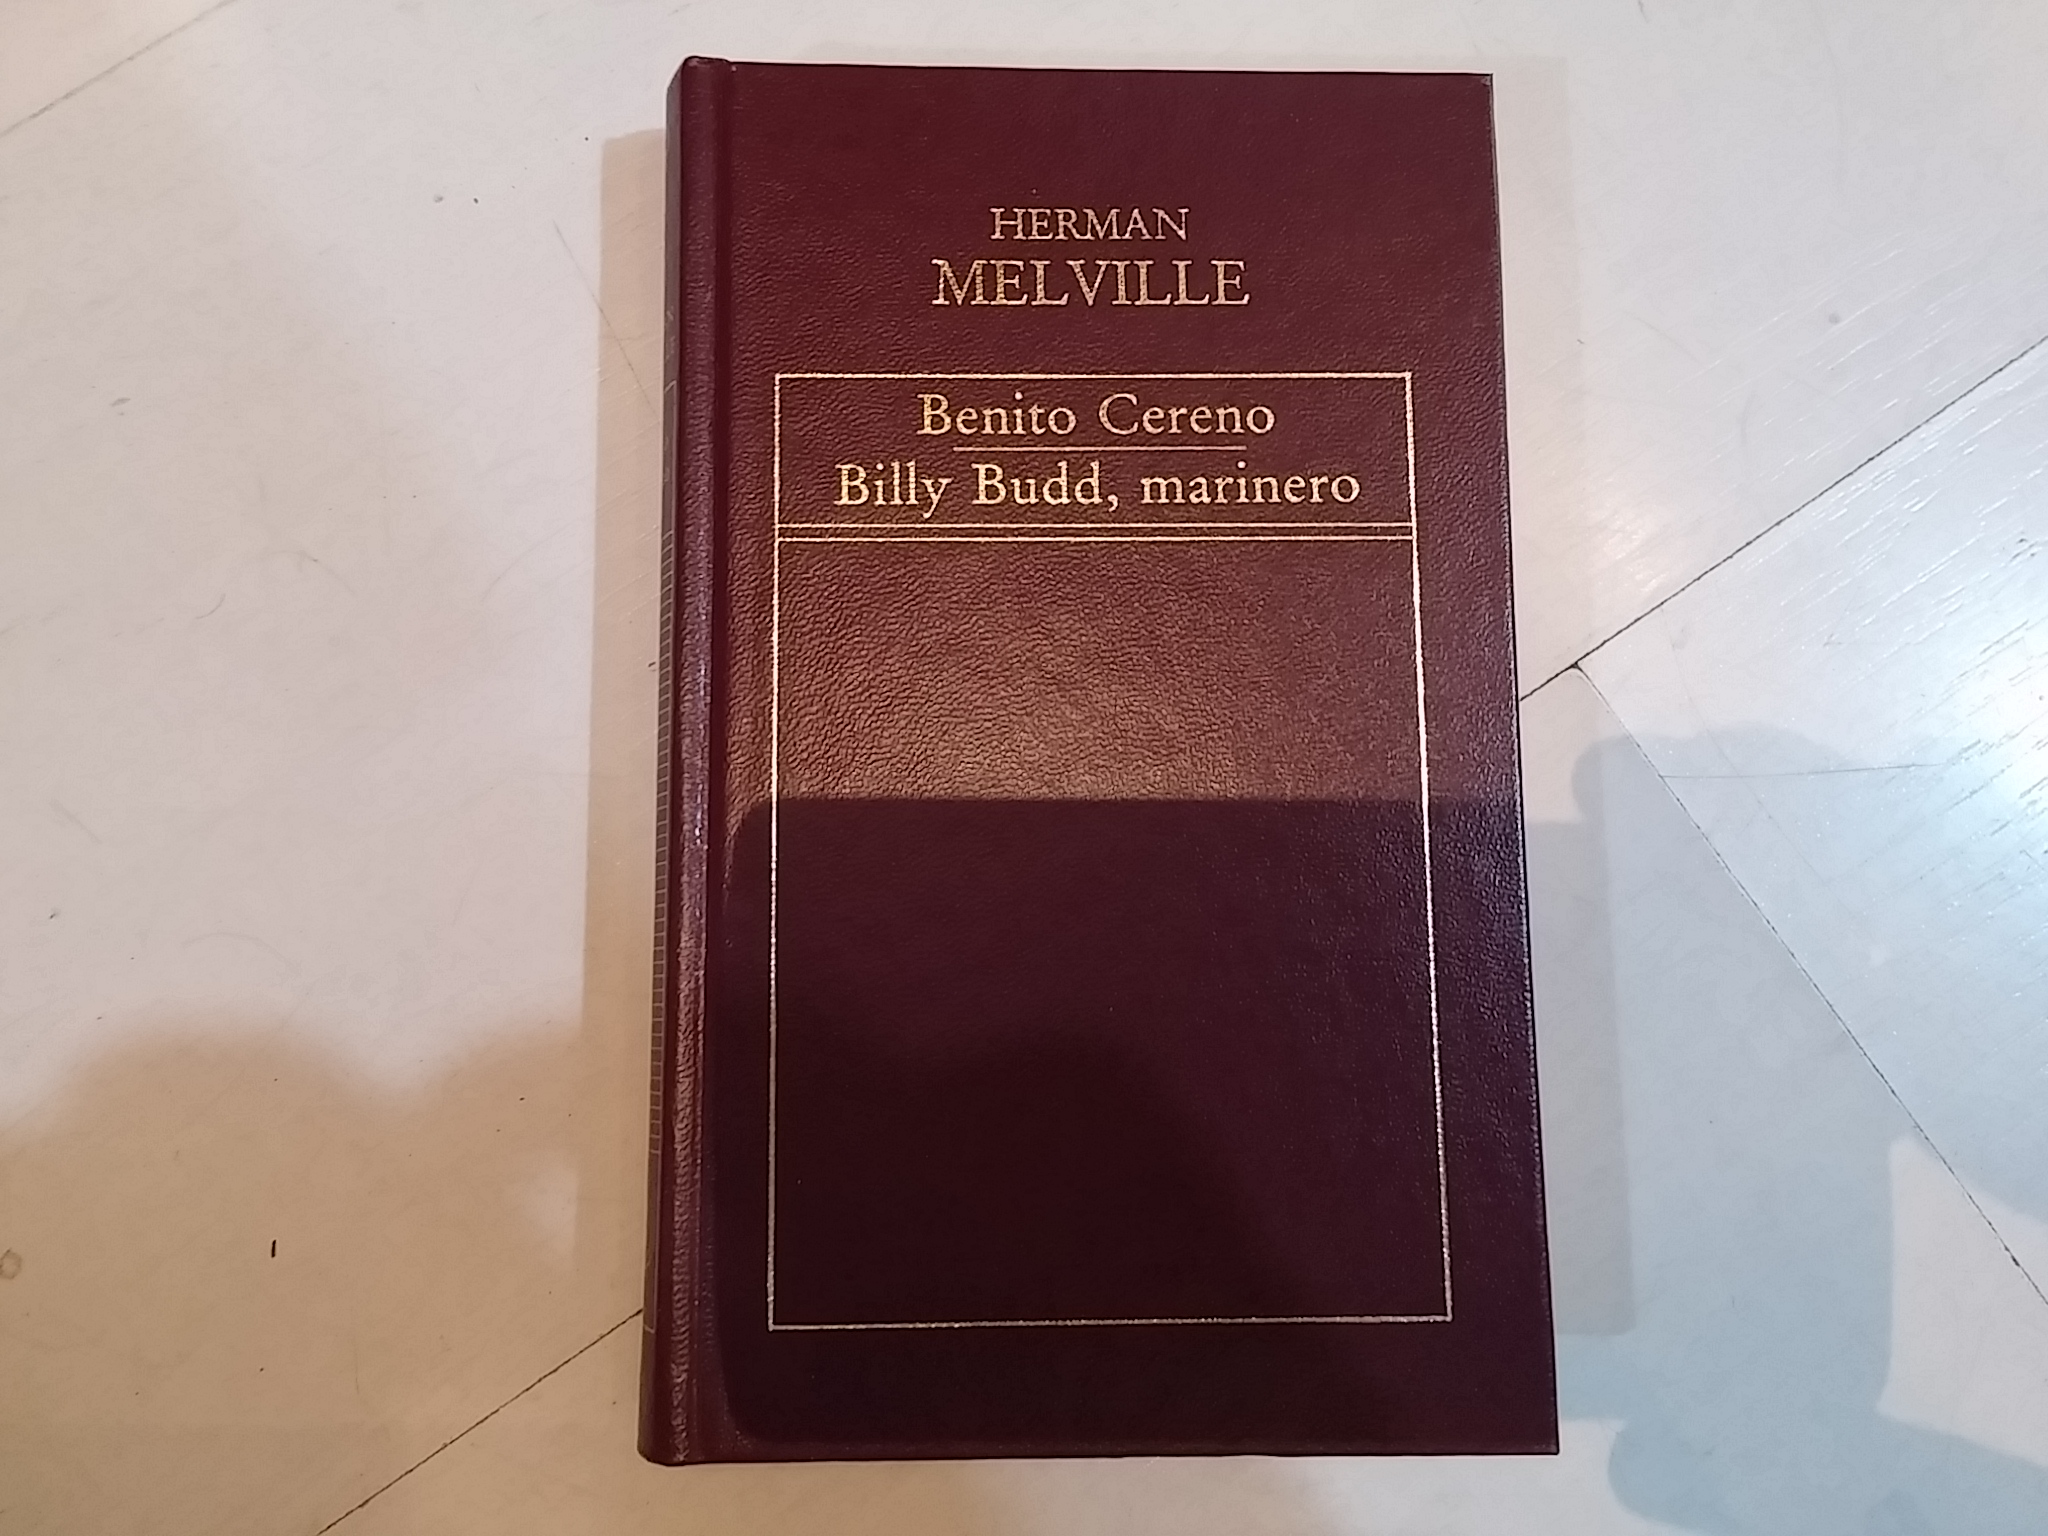 HERMAN
MELVILLE
Benito Cereno
Billy Budd, marinero